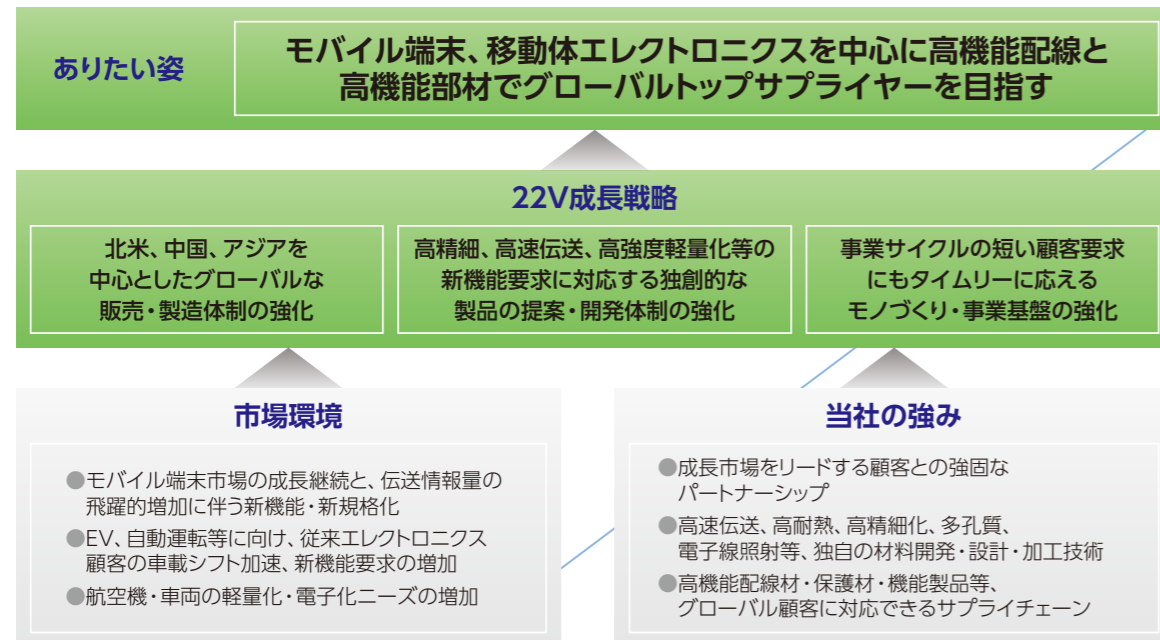 ありたい姿
モバイル端末、移動体エレクトロニクスを中心に高機能配線と
高機能部材でグローバルトップサプライヤーを目指す
22V成長戦略
北米、中国、アジアを
中心としたグローバルな
販売・製造体制の強化
高精細、高速伝送、高強度軽量化等の
新機能要求に対応する独創的な
製品の提案・開発体制の強化
事業サイクルの短い顧客要求
にもタイムリーに応える
モノづくり・事業基盤の強化
市場環境
●モバイル端末市場の成長継続と、伝送情報量の
飛躍的増加に伴う新機能・新規格化
●EV、自動運転等に向け、従来エレクトロニクス
顧客の車載シフト加速、新機能要求の増加
●航空機・車両の軽量化・電子化ニーズの増加
当社の強み
●成長市場をリードする顧客との強固な
パートナーシップ
●高速伝送、高耐熱、高精細化、多孔質、
電子線照射等、独自の材料開発・設計・加工技術
●高機能配線材・保護材・機能製品等、
グローバル顧客に対応できるサプライチェーン